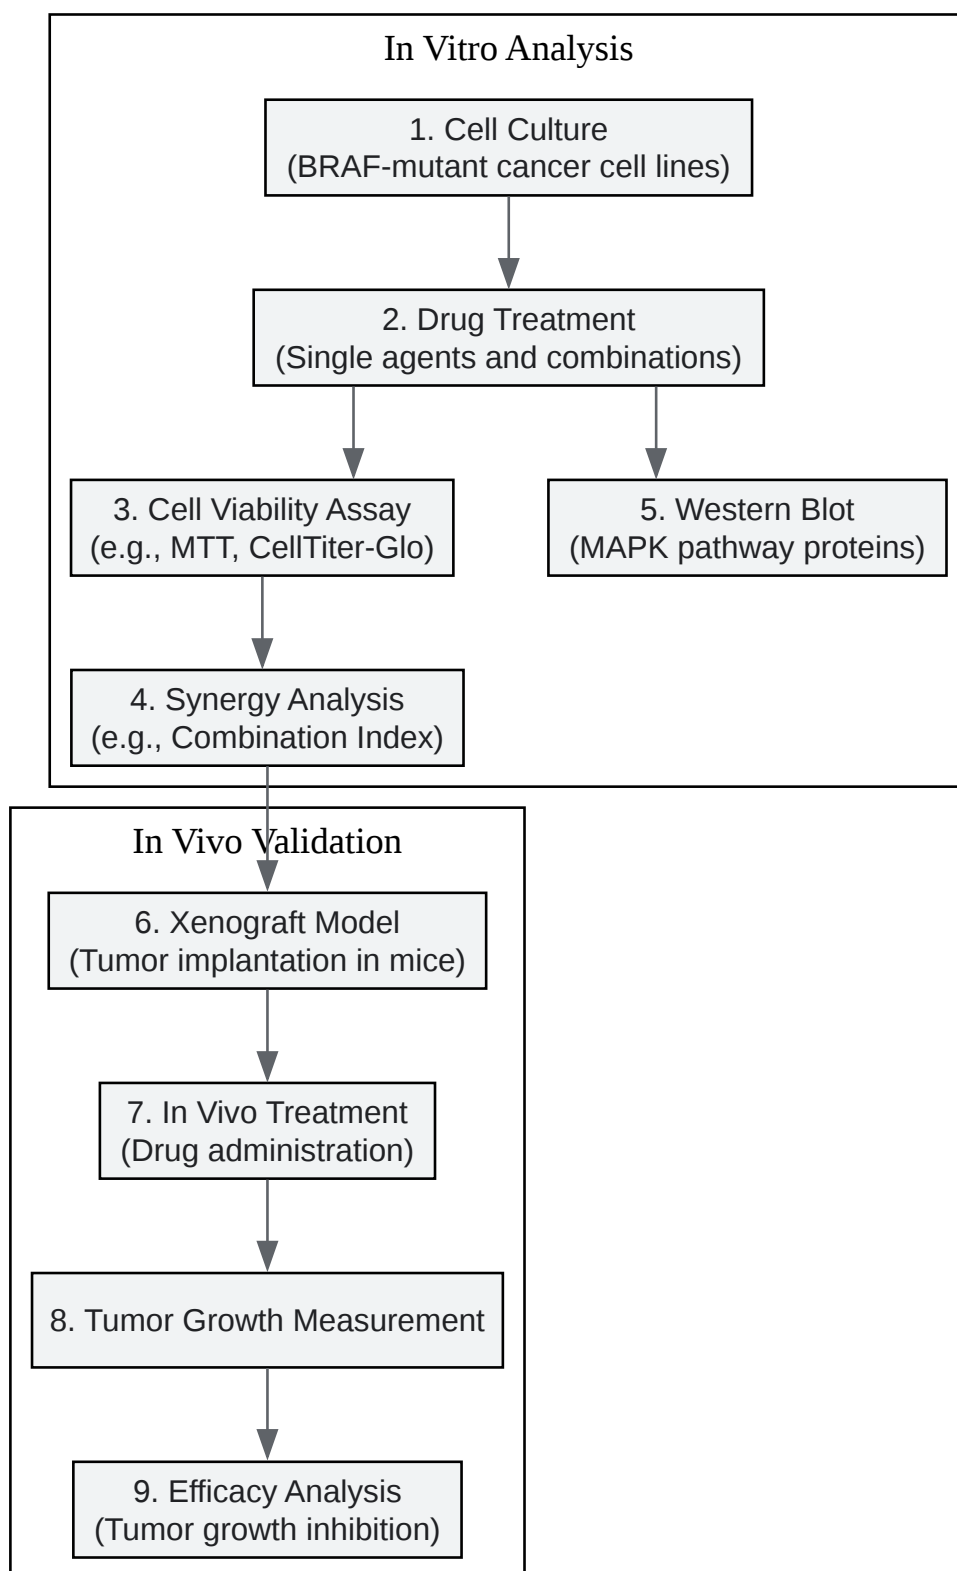 In Vitro Analysis
1. Cell Culture
(BRAF-mutant cancer cell lines)
2. Drug Treatment
(Single agents and combinations)
3. Cell Viability Assay
(e.g., MTT, CellTiter-Glo)
5. Western Blot
(MAPK pathway proteins)
4. Synergy Analysis
(e.g., Combination Index)
In Vivo Validation
6. Xenograft Model
(Tumor implantation in mice)
7. In Vivo Treatment
(Drug administration)
8. Tumor Growth Measurement
9. Efficacy Analysis
(Tumor growth inhibition)